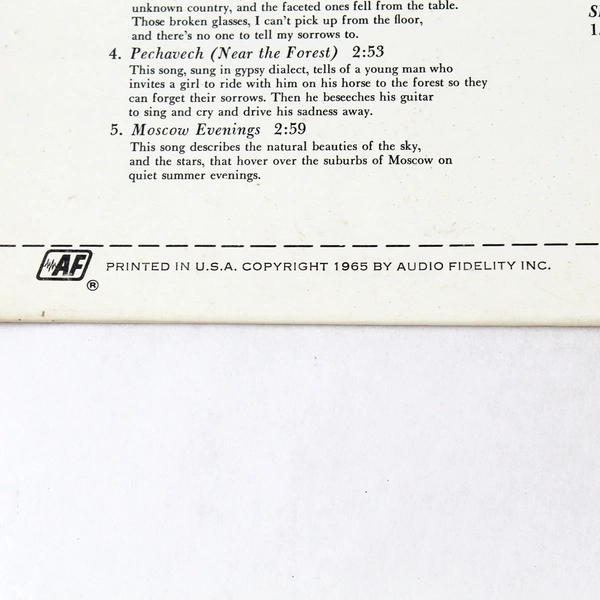 unknown country, and the faceted ones fell from the table.
Those broken glasses, I can't pick up from the floor,
and there's no one to tell my sorrows to.
4. Pechavech (Near the Forest) 2:53
This song, sung in gypsy dialect, tells of a young man who
invites a girl to ride with him on his horse to the forest so they
can forget their sorrows. Then he beseeches his guitar
to sing and cry and drive his sadness away.
5. Moscow Evenings 2:59
This song describes the natural beauties of the sky,
and the stars, that hover over the suburbs of Moscow on
quiet summer evenings.
AF ® PRINTED IN U.S.A. COPYRIGHT 1965 BY AUDIO FIDELITY INC.